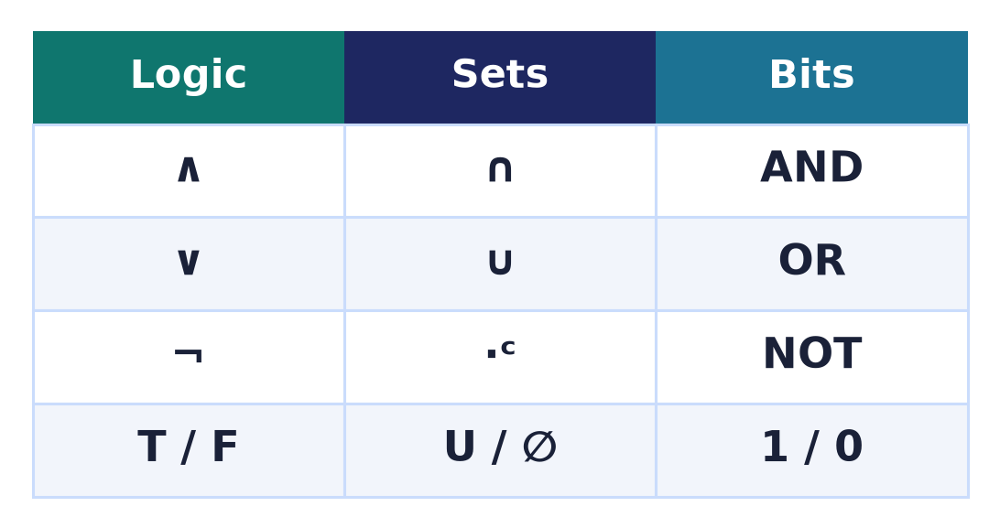 Logic Sets Bits
∧ ∩ AND
∨ ∪ OR
¬ ·ᶜ NOT
T / F U / ∅ 1 / 0